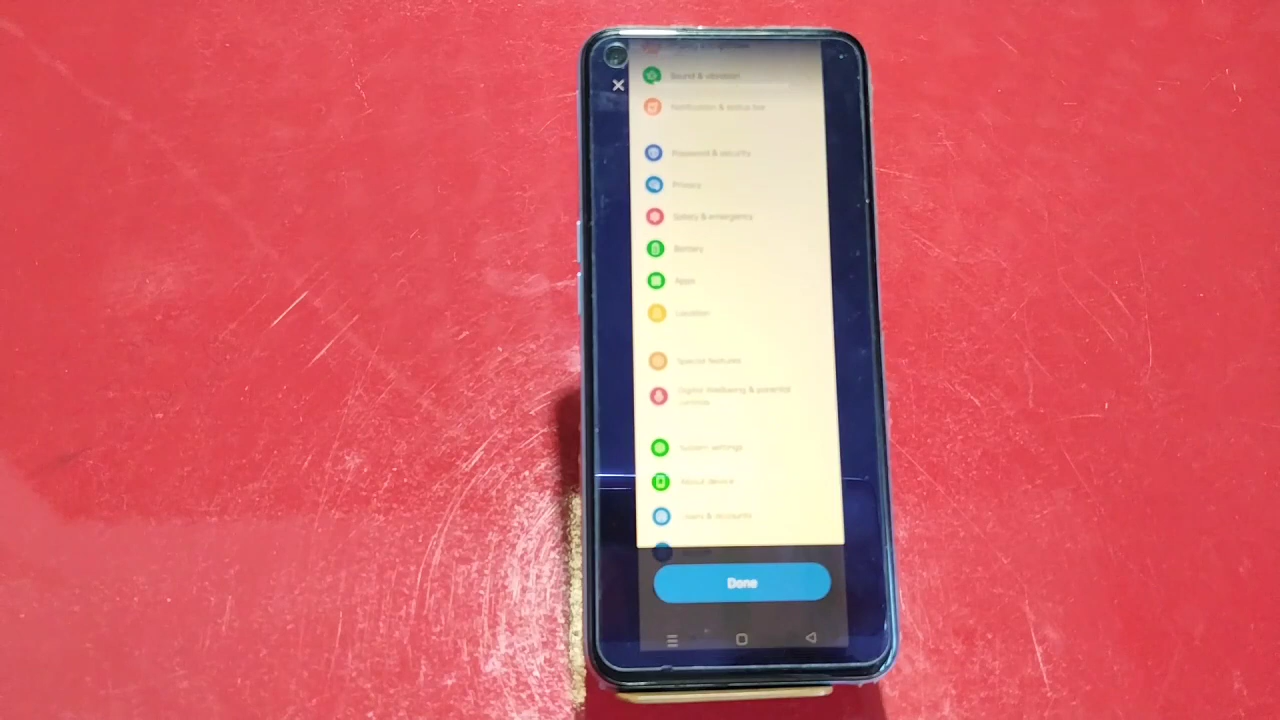 Sound & vibration
Notification & status bar
Password & security
Privacy
Safety & emergency
Battery
Apps
Location
Special features
Digital Wellbeing & parental
controls
System settings
About device
Users & accounts
Done